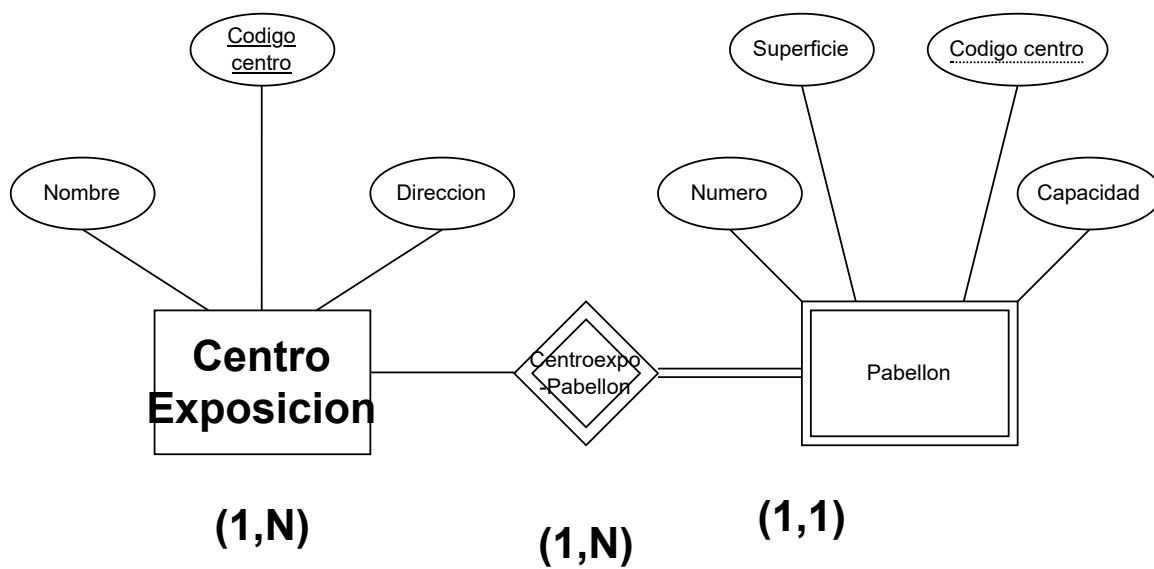 Codigo
centro
Superficie
Codigo centro
Nombre
Direccion
Numero
Capacidad
Centro
Exposicion
Centroexpo
-Pabellon
Pabellon
(1,N)
(1,N)
(1,1)